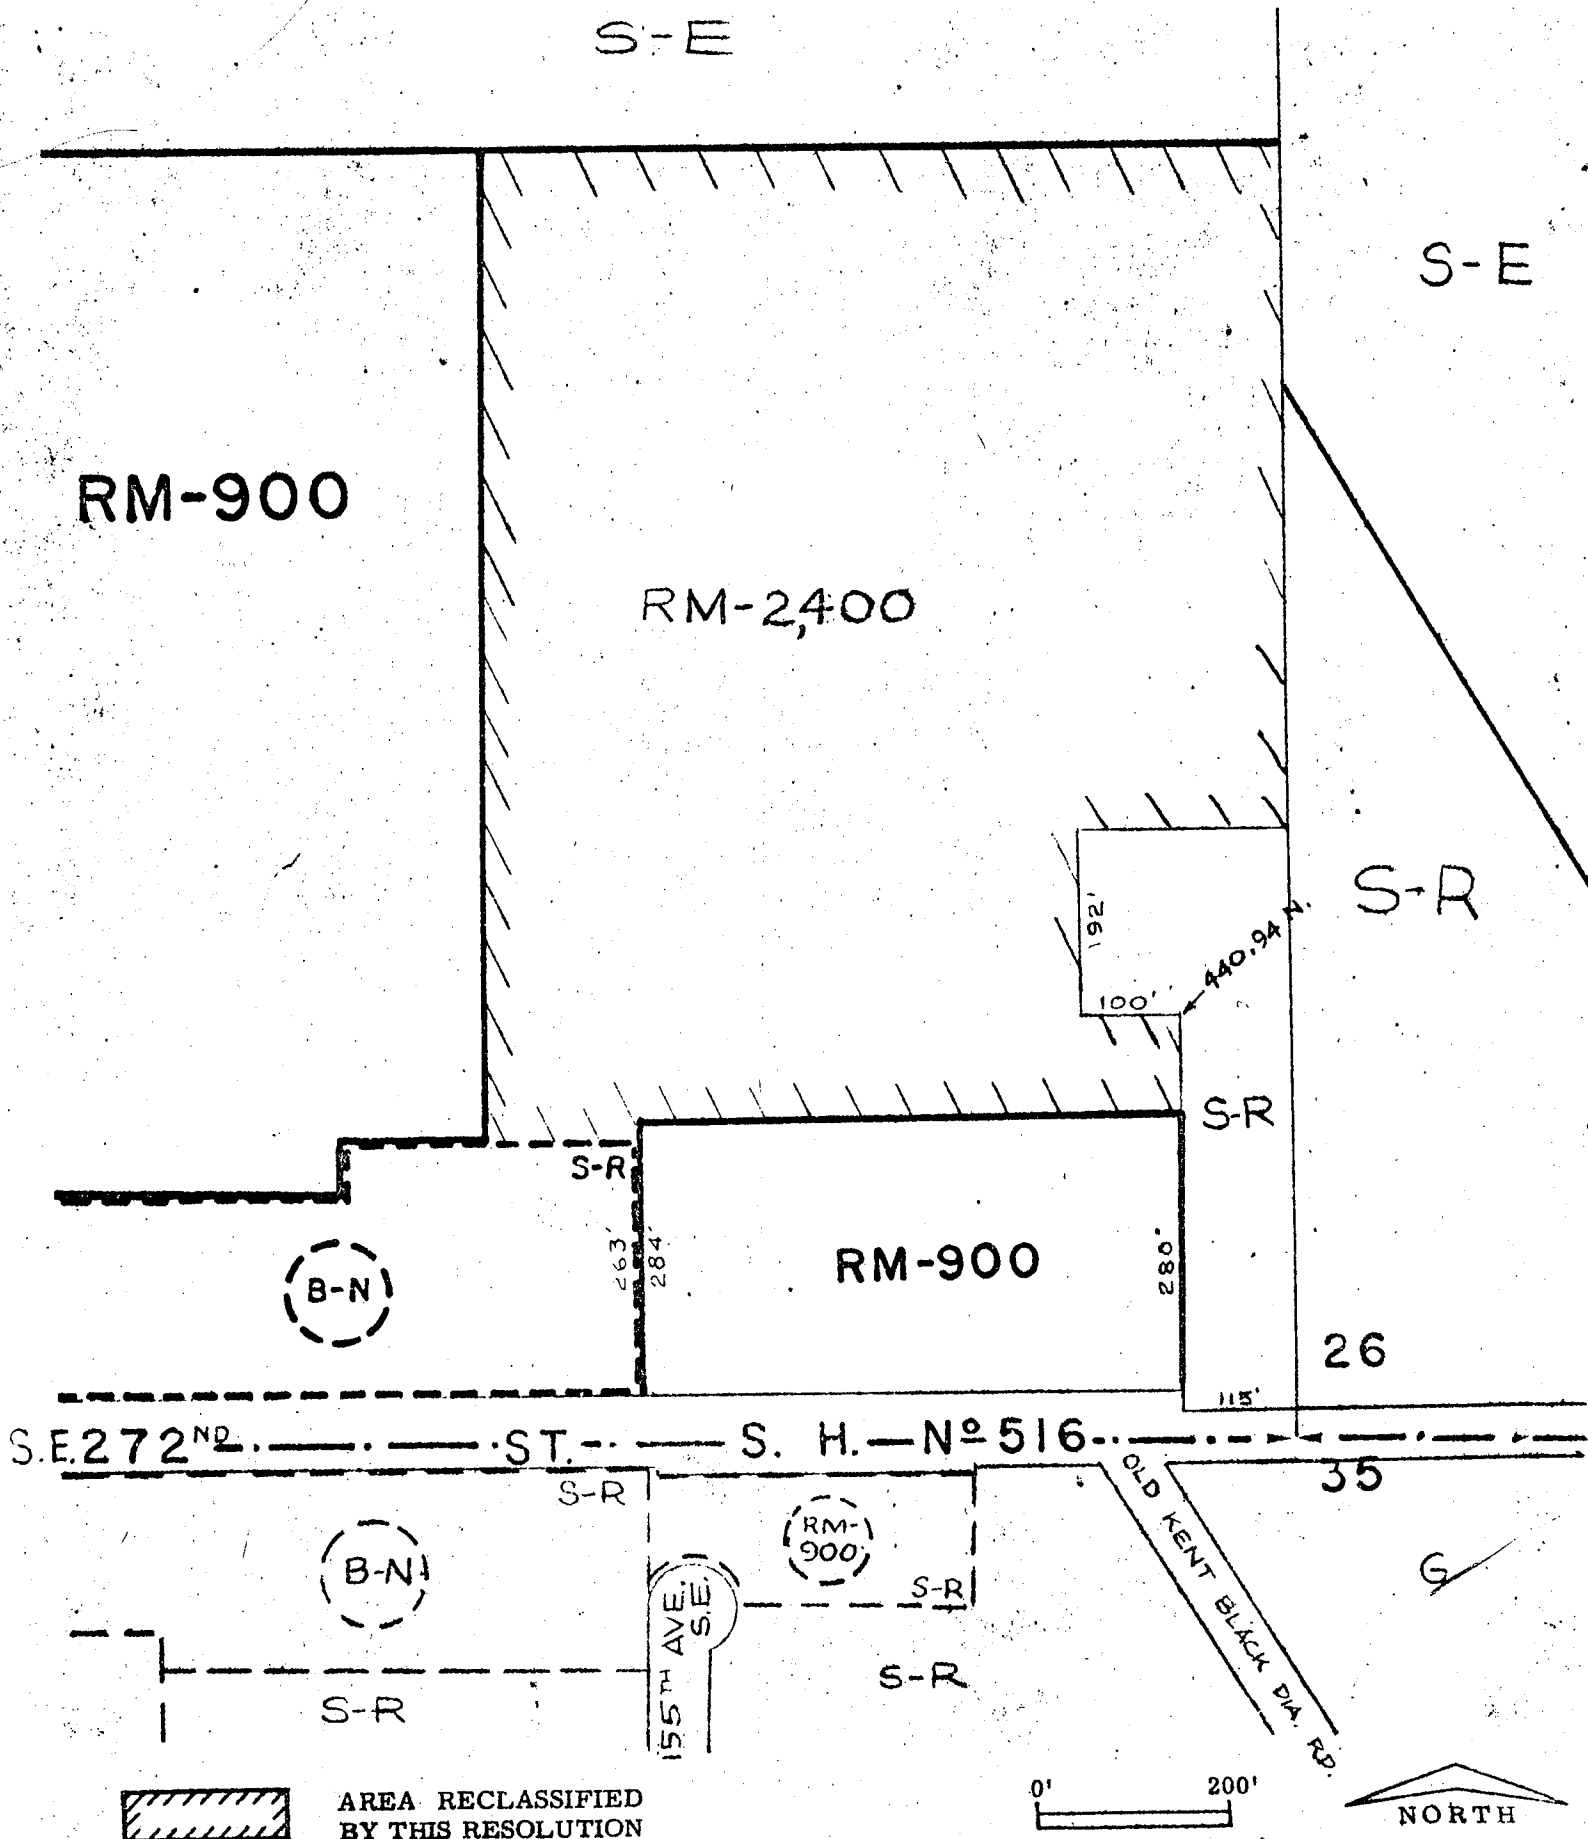 S-E
S-E
RM-900
RM-2,400
S-R
192'
440.94 N.
100'
S-R
S-R
263'
284'
RM-900
280'
B-N
26
115'
S.E. 272ND ST. S. H. Nº 516
35
S-R
OLD KENT BLACK DIA. RD.
RM-
900
B-N
G
S-R
155TH AVE.
S.E.
S-R
S-R
AREA RECLASSIFIED
BY THIS RESOLUTION
0' 200'
NORTH